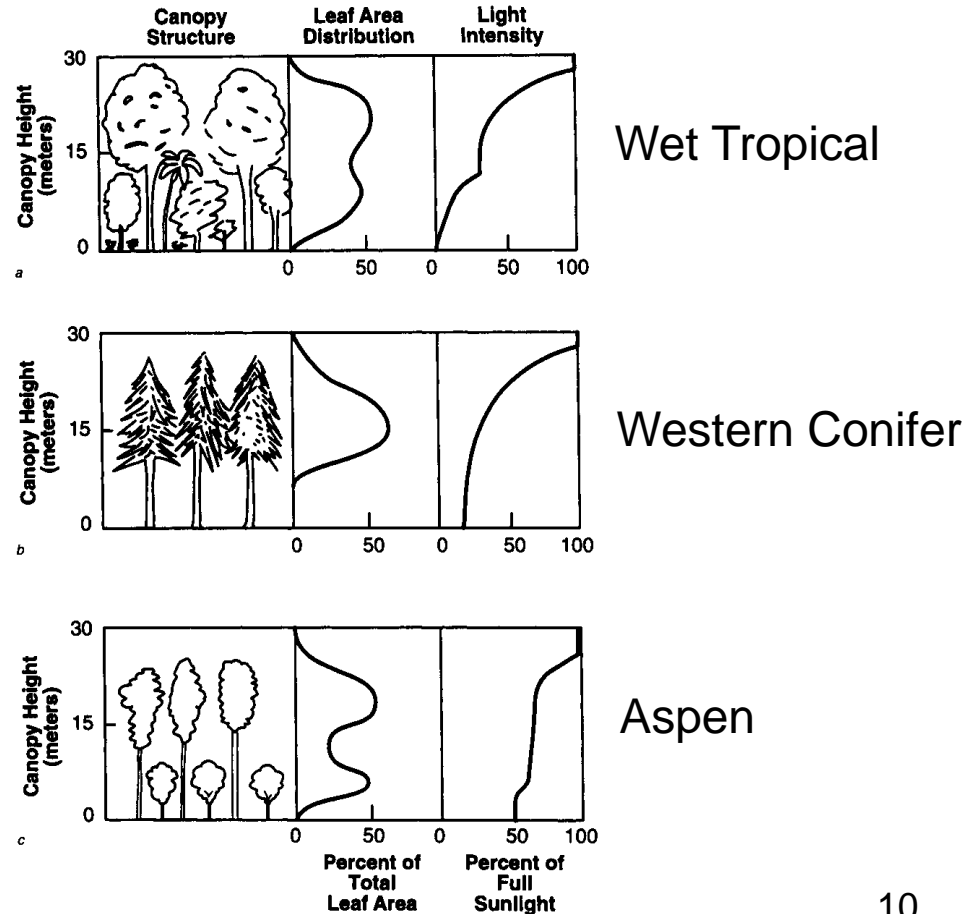 Canopy
Structure
Leaf Area
Distribution
Light
Intensity
Canopy Height
(meters)
30
15
0
0
50
0
50
100
a
Wet Tropical
Canopy Height
(meters)
30
15
0
0
50
0
50
100
b
Western Conifer
Canopy Height
(meters)
30
15
0
0
50
0
50
100
c
Aspen
Percent of
Total
Leaf Area
Percent of
Full
Sunlight
10